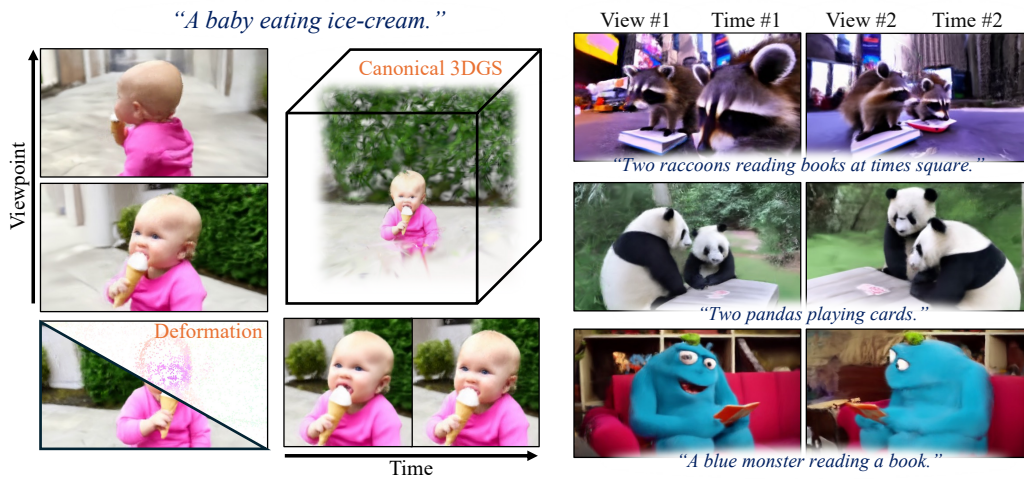 “A baby eating ice-cream.”
View #1 Time #1 View #2 Time #2
Canonical 3DGS
Viewpoint
“Two raccoons reading books at times square.”
“Two pandas playing cards.”
Deformation
Time
“A blue monster reading a book.”